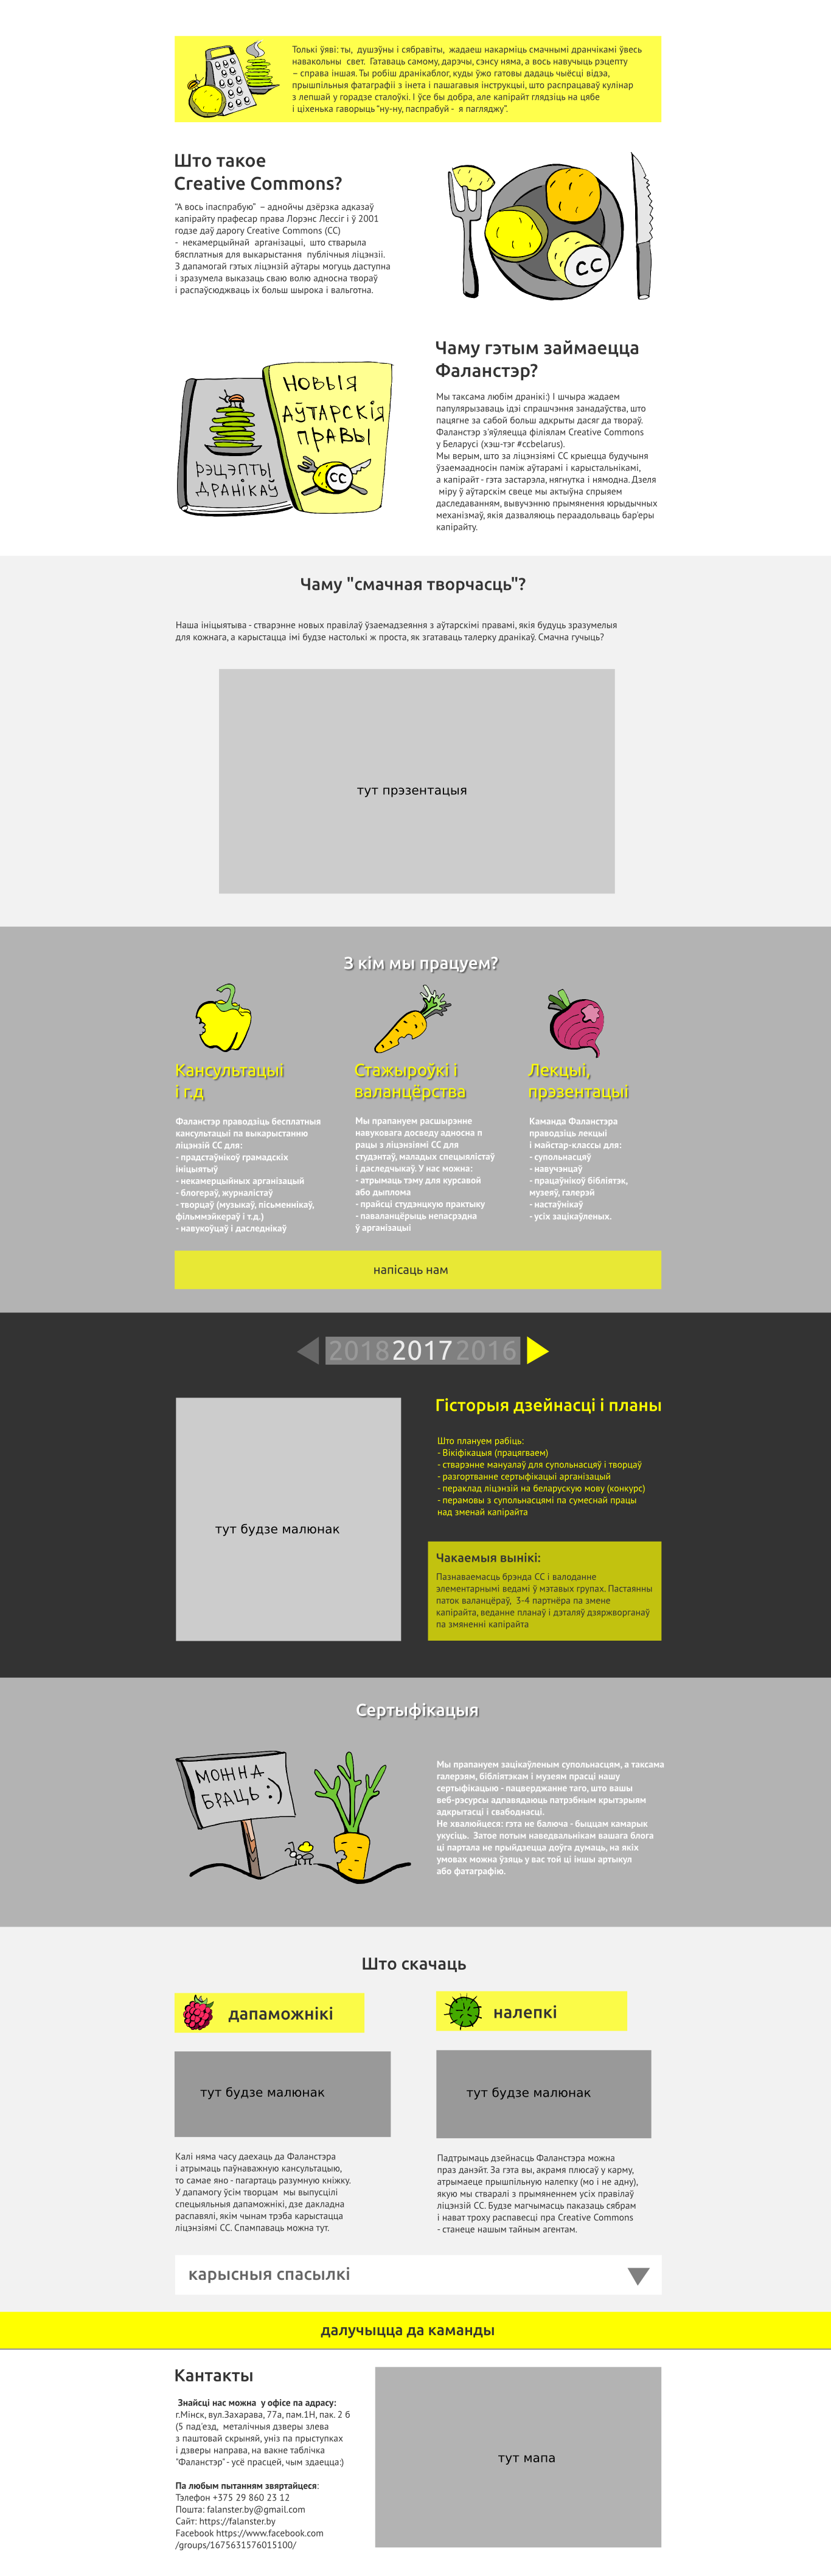 Толькі ўяві: ты,  душэўны і сябравіты,  жадаеш накарміць смачнымі дранчікамі ўвесь
навакольны  свет.  Гатаваць самому, дарэчы, сэнсу няма, а вось навучыць рэцепту
– справа іншая. Ты робіш дранікаблог, куды ўжо гатовы дадаць чыёсці відэа,
прышпільныя фатаграфіі з інета і пашагавыя інструкцыі, што распрацаваў кулінар
з лепшай у горадзе сталоўкі. І ўсе бы добра, але капірайт глядзіць на цябе
і ціхенька гаворыць "ну-ну, паспрабуй -  я пагляджу".
Што такое
Creative Commons?
"А вось іпаспрабую"  – аднойчы дзёрзка адказаў
капірайту прафесар права Лорэнс Лессіг і ў 2001
годзе даў дарогу Creative Commons (CC)
-  некамерцыйнай  арганізацыі,  што стварыла
бясплатныя для выкарыстання  публічныя ліцэнзіі.
З дапамогай гэтых ліцэнзій аўтары могуць даступна
і зразумела выказаць сваю волю адносна твораў
і распаўсюджваць іх больш шырока і вальготна.
CC
Чаму гэтым займаецца
Фаланстэр?
Мы таксама любім дранікі:) І шчыра жадаем
папулярызаваць ідэі спрашчэння занадаўства, што
пацягне за сабой больш адкрыты дасяг да твораў.
Фаланстэр з'яўляецца філіялам Creative Commons
у Беларусі (хэш-тэг #ccbelarus).
Мы верым, што за ліцэнзіямі CC крыецца будучыня
ўзаемаадносін паміж аўтарамі і карыстальнікамі,
а капірайт - гэта застарэла, нягнутка і нямодна. Дзеля
міру ў аўтарскім свеце мы актыўна спрыяем
даследаванням, вывучэнню прымянення юрыдычных
механізмаў, якія дазваляюць пераадольваць бар'еры
капірайту.
РЭЦЭПТЫ
ДРАНІКАЎ
НОВЫЯ
АЎТАРСКІЯ
ПРАВЫ
CC
Чаму "смачная творчасць"?
Наша ініцыятыва - стварэнне новых правілаў ўзаемадзеяння з аўтарскімі правамі, якія будуць зразумелыя
для кожнага, а карыстацца імі будзе настолькі ж проста, як згатаваць талерку дранікаў. Смачна гучыць?
тут прэзентацыя
З кім мы працуем?
Кансультацыі
і г.д
Фаланстэр праводзіць бесплатныя
кансультацыі па выкарыстанню
ліцэнзій CC для:
- прадстаўнікоў грамадскіх
ініцыятыў
- некамерцыйных арганізацый
- блогераў, журналістаў
- творцаў (музыкаў, пісьменнікаў,
фільммэйкераў і т.д.)
- навукоўцаў і даследнікаў
Стажыроўкі і
валанцёрства
Мы прапануем расшырэнне
навуковага досведу адносна п
рацы з ліцэнзіямі CC для
студэнтаў, маладых спецыялістаў
і даследчыкаў. У нас можна:
- атрымаць тэму для курсавой
або дыплома
- прайсці студэнцкую практыку
- паваланцёрыць непасрэдна
ў арганізацыі
Лекцыі,
прэзентацыі
Каманда Фаланстэра
праводзіць лекцыі
і майстар-классы для:
- супольнасцяў
- навучэнцаў
- працаўнікоў бібліятэк,
музеяў, галерэй
- настаўнікаў
- усіх зацікаўленых.
напісаць нам
2018 2017 2016
Гісторыя дзейнасці і планы
Што плануем рабіць:
- Вікіфікацыя (працягваем)
- стварэнне мануалаў для супольнасцяў і творцаў
- разгортванне сертыфікацыі арганізацый
- пераклад ліцэнзій на беларускую мову (конкурс)
- перамовы з супольнасцямі па сумеснай працы
над зменай капірайта
тут будзе малюнак
Чакаемыя вынікі:
Пазнаваемасць брэнда CC і валоданне
элементарнымі ведамі ў мэтавых групах. Пастаянны
паток валанцёраў,  3-4 партнёра па змене
капірайта, веданне планаў і дэталяў дзяржворганаў
па змяненні капірайта
Сертыфікацыя
МОЖНА
БРАЦЬ :)
Мы прапануем зацікаўленым супольнасцям, а таксама
галерэям, бібліятэкам і музеям прасці нашу
сертыфікацыю - пацверджанне таго, што вашы
веб-рэсурсы адпавядаюць патрэбным крытэрыям
адкрытасці і свабоднасці.
Не хвалюйцеся: гэта не балюча - быццам камарык
укусіць.  Затое потым наведвальнікам вашага блога
ці партала не прыйдзецца доўга думаць, на якіх
умовах можна ўзяць у вас той ці іншы артыкул
або фатаграфію.
Што скачаць
дапаможнікі
налепкі
тут будзе малюнак
тут будзе малюнак
Калі няма часу даехаць да Фаланстэра
і атрымаць паўнаважную кансультацыю,
то самае яно - пагартаць разумную кніжку.
У дапамогу ўсім творцам  мы выпусцілі
спецыяльныя дапаможнікі, дзе дакладна
распавялі, якім чынам трэба карыстацца
ліцэнзіямі CC. Спампаваць можна тут.
Падтрымаць дзейнасць Фаланстэра можна
праз данэйт. За гэта вы, акрамя плюсаў у карму,
атрымаеце прышпільную налепку (мо і не адну),
якую мы стваралі з прымяненнем усіх правілаў
ліцэнзій CC. Будзе магчымасць паказаць сябрам
і нават троху распавесці пра Creative Commons
- станеце нашым тайным агентам.
карысныя спасылкі
далучыцца да каманды
Кантакты
Знайсці нас можна  у офісе па адрасу:
г.Мінск, вул.Захарава, 77а, пам.1Н, пак. 2 б
(5 пад'езд,  металічныя дзверы злева
з паштовай скрыняй, уніз па прыступках
і дзверы направа, на вакне таблічка
"Фаланстэр" - усё прасцей, чым здаецца:)
Па любым пытанням звяртайцеся:
Тэлефон +375 29 860 23 12
Пошта: falanster.by@gmail.com
Сайт: https://falanster.by
Facebook https://www.facebook.com
/groups/1675631576015100/
тут мапа